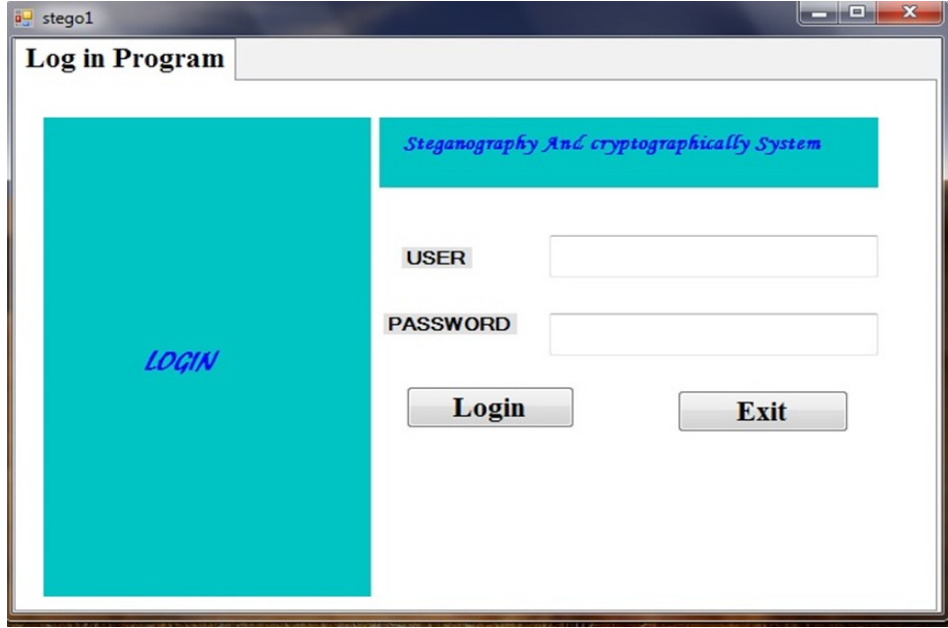 stego1
Log in Program
Steganography And cryptographically System
USER
PASSWORD
LOGIN
Login
Exit